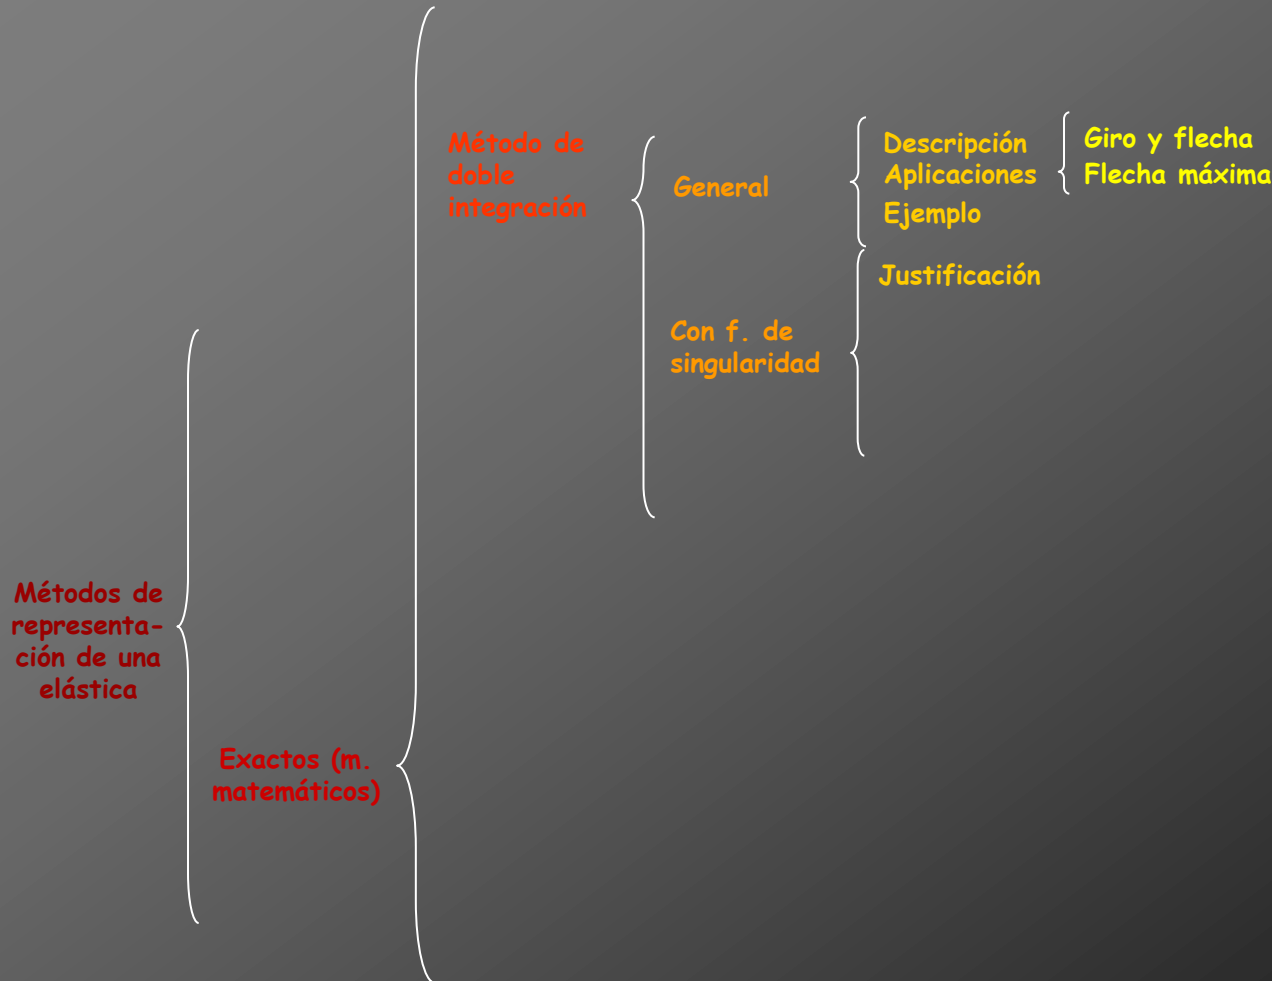 Método de
doble
integración
General
Descripción
Aplicaciones
Ejemplo
Giro y flecha
Flecha máxima
Justificación
Con f. de
singularidad
Métodos de
representa-
ción de una
elástica
Exactos (m.
matemáticos)